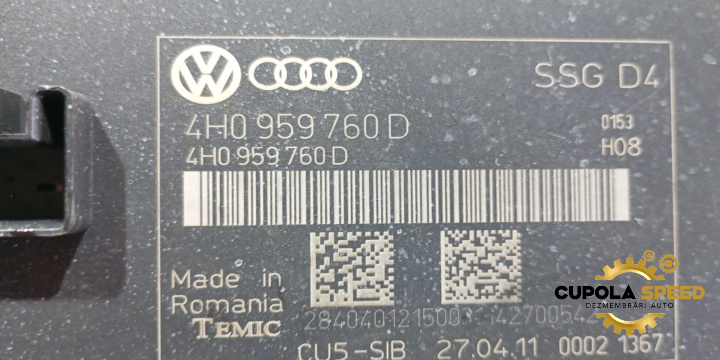 SSG D4
4H0 959 760 D
0153
4H0 959 760 D
H08
Made in
Romania
TEMIC
CU5-SIB 27.04.11 0002 1367
CUPOLA SPEED
DEZMEMBRĂRI AUTO